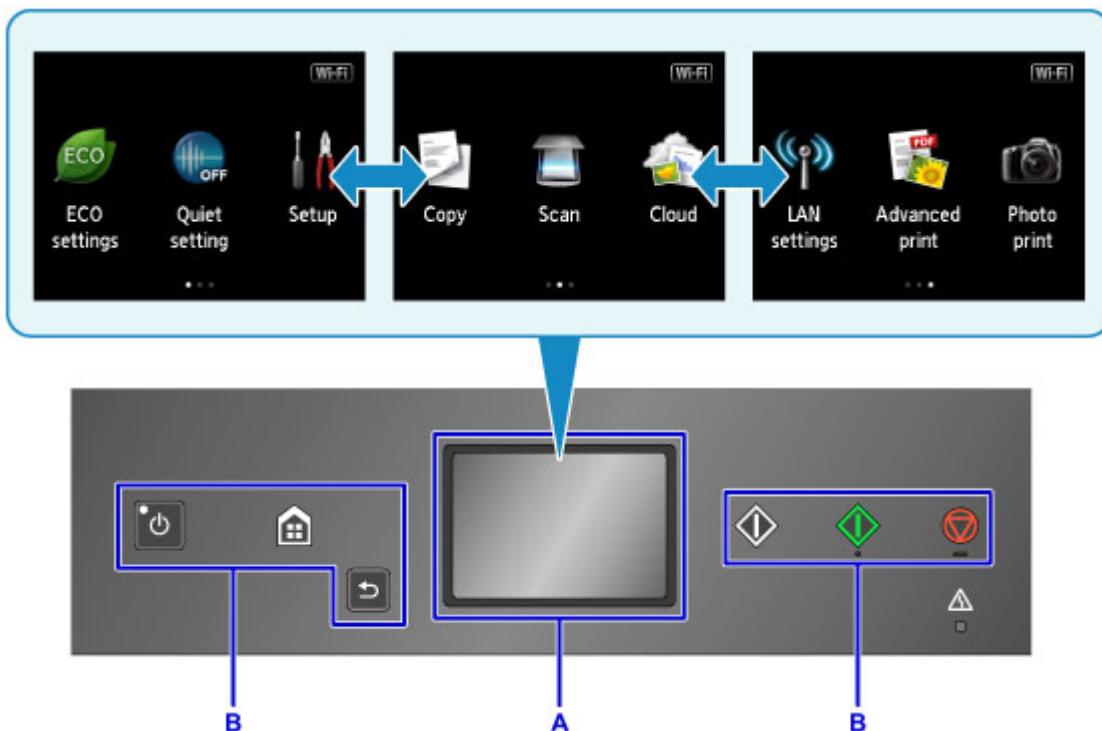 Wi-Fi
ECO
OFF
ECO
settings
Quiet
setting
Setup
Wi-Fi
Copy
Scan
Cloud
Wi-Fi
PDF
LAN
settings
Advanced
print
Photo
print
B
A
B